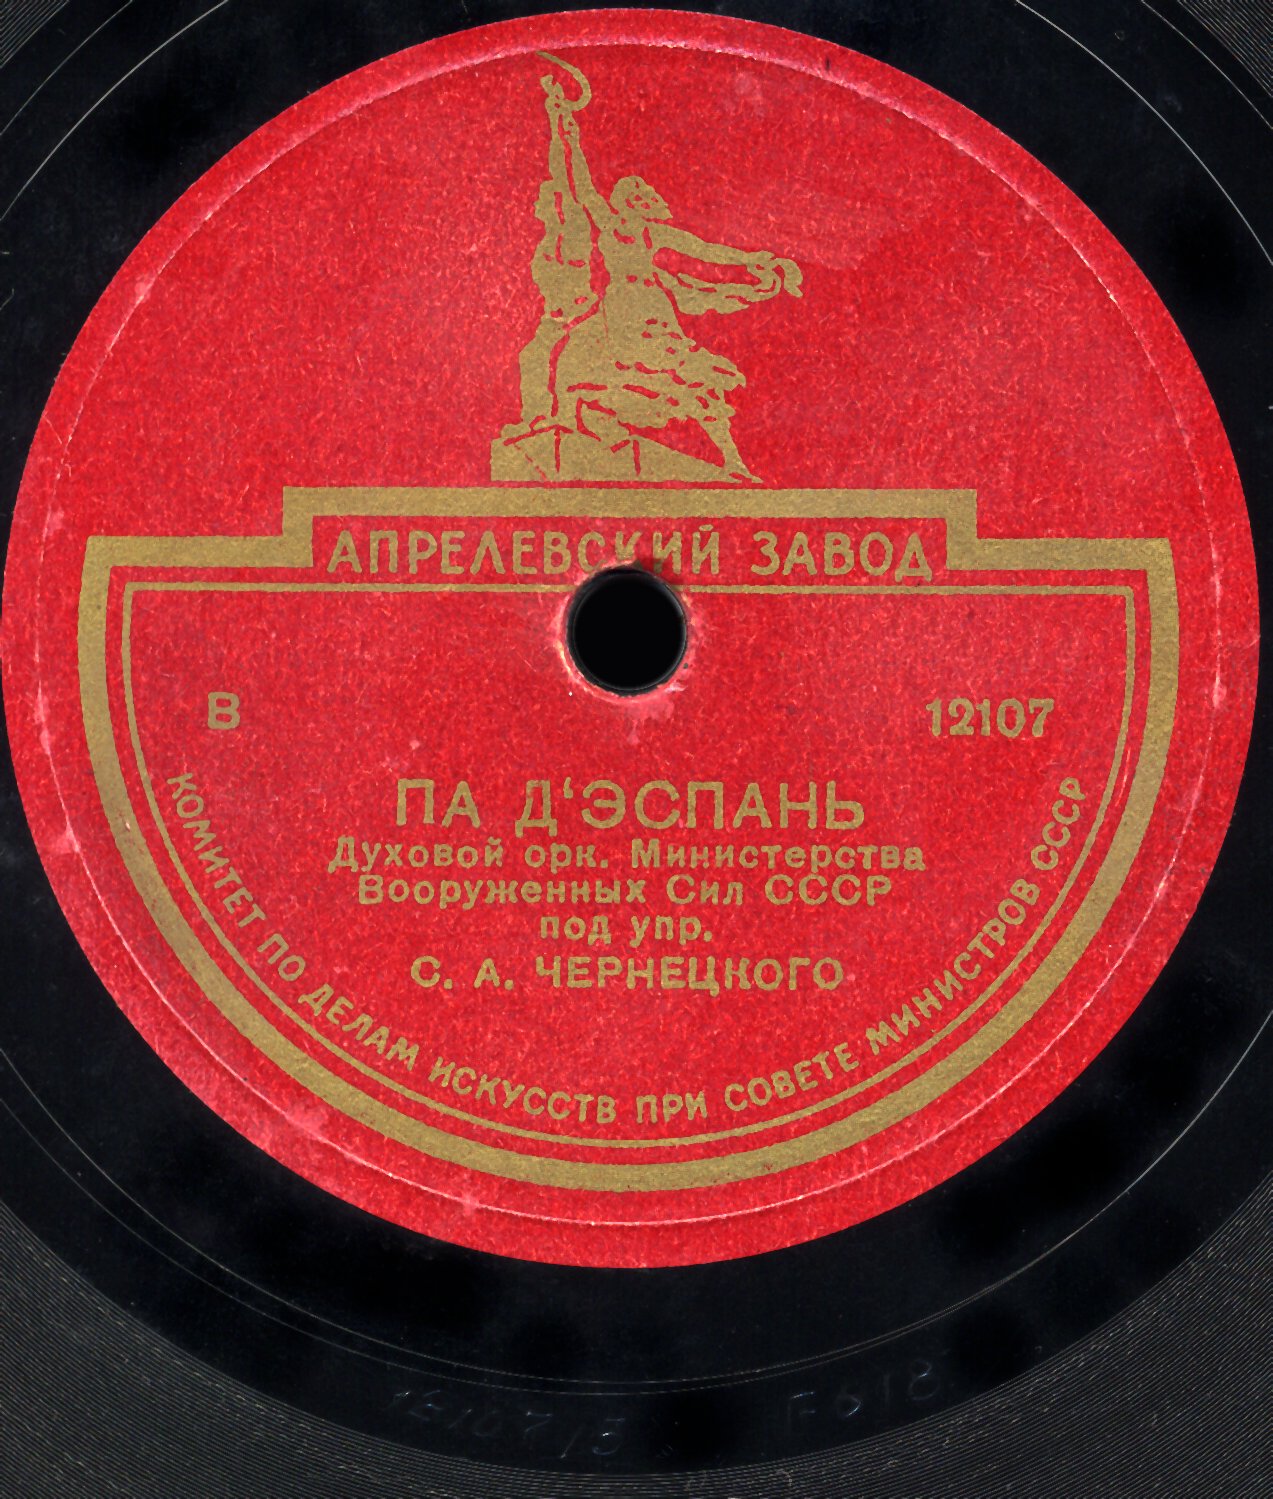 АПРЕЛЕВСКИЙ ЗАВОД
В 12107
ПА Д‘ЭСПАНЬ
Духовой орк. Министерства
Вооруженных Сил СССР
под упр.
С. А. ЧЕРНЕЦКОГО
КОМИТЕТ ПО ДЕЛАМ ИСКУССТВ ПРИ СОВЕТЕ МИНИСТРОВ СССР